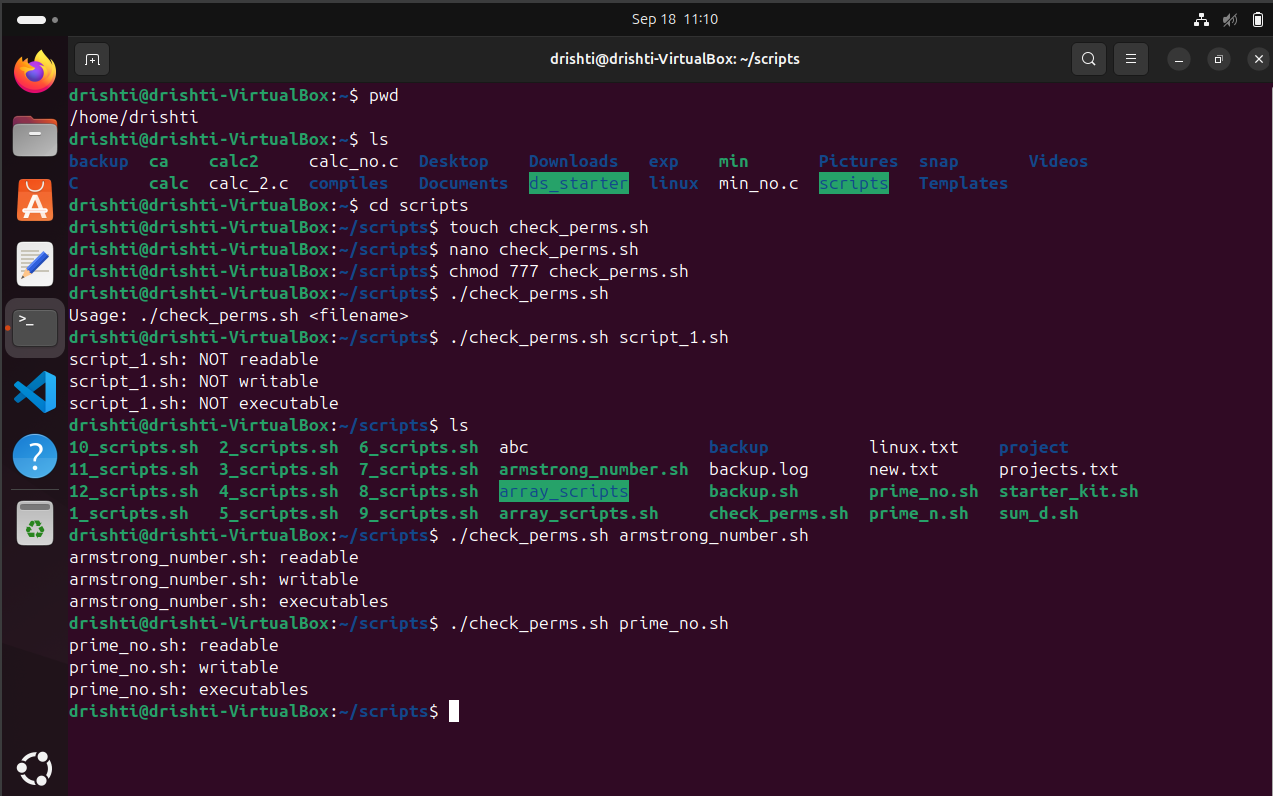 Sep 18 11:10
drishti@drishti-VirtualBox: ~/scripts
drishti@drishti-VirtualBox:~$ pwd
/home/drishti
drishti@drishti-VirtualBox:~$ ls
backup ca calc2 calc_no.c Desktop Downloads exp min Pictures snap Videos
C calc calc_2.c compiles Documents ds_starter linux min_no.c scripts Templates
drishti@drishti-VirtualBox:~$ cd scripts
drishti@drishti-VirtualBox:~/scripts$ touch check_perms.sh
drishti@drishti-VirtualBox:~/scripts$ nano check_perms.sh
drishti@drishti-VirtualBox:~/scripts$ chmod 777 check_perms.sh
drishti@drishti-VirtualBox:~/scripts$ ./check_perms.sh
Usage: ./check_perms.sh <filename>
drishti@drishti-VirtualBox:~/scripts$ ./check_perms.sh script_1.sh
script_1.sh: NOT readable
script_1.sh: NOT writable
script_1.sh: NOT executable
drishti@drishti-VirtualBox:~/scripts$ ls
10_scripts.sh 2_scripts.sh 6_scripts.sh abc backup linux.txt project
11_scripts.sh 3_scripts.sh 7_scripts.sh armstrong_number.sh backup.log new.txt projects.txt
12_scripts.sh 4_scripts.sh 8_scripts.sh array_scripts backup.sh prime_no.sh starter_kit.sh
1_scripts.sh 5_scripts.sh 9_scripts.sh array_scripts.sh check_perms.sh prime_n.sh sum_d.sh
drishti@drishti-VirtualBox:~/scripts$ ./check_perms.sh armstrong_number.sh
armstrong_number.sh: readable
armstrong_number.sh: writable
armstrong_number.sh: executables
drishti@drishti-VirtualBox:~/scripts$ ./check_perms.sh prime_no.sh
prime_no.sh: readable
prime_no.sh: writable
prime_no.sh: executables
drishti@drishti-VirtualBox:~/scripts$